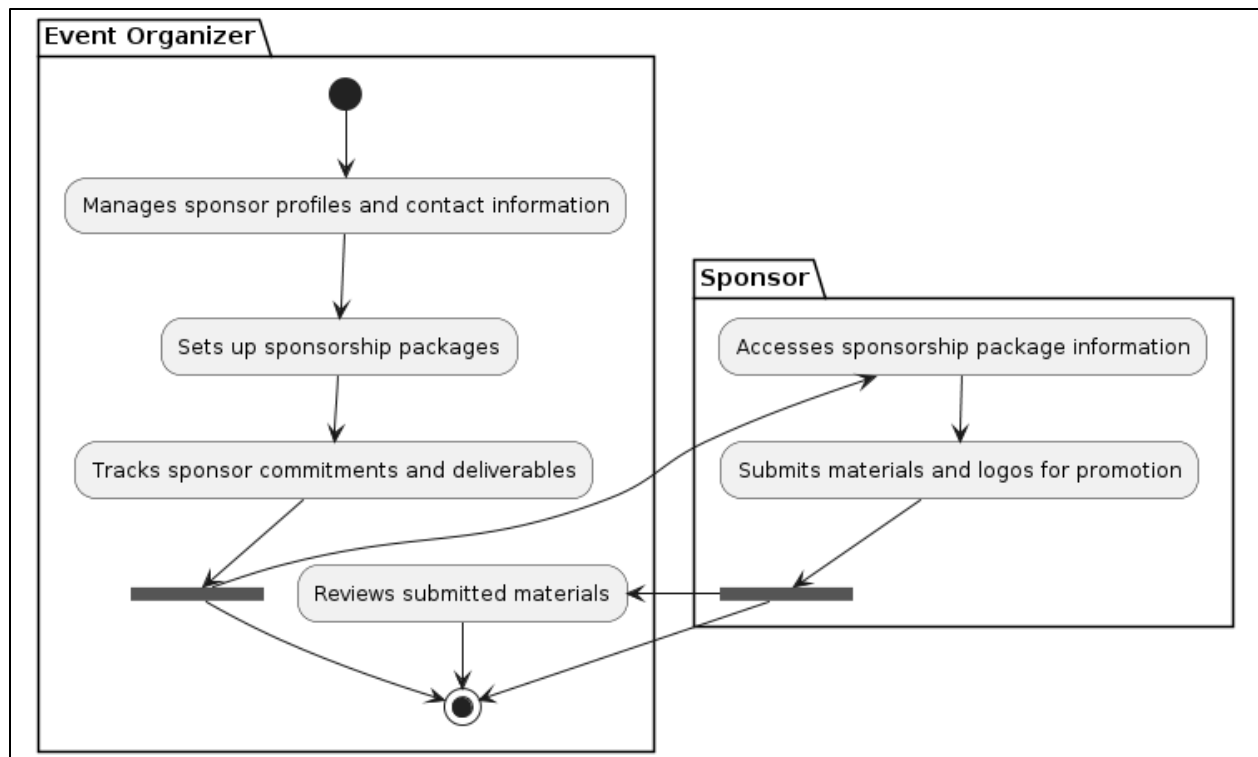 Event Organizer
Manages sponsor profiles and contact information
Sets up sponsorship packages
Tracks sponsor commitments and deliverables
Reviews submitted materials
Sponsor
Accesses sponsorship package information
Submits materials and logos for promotion